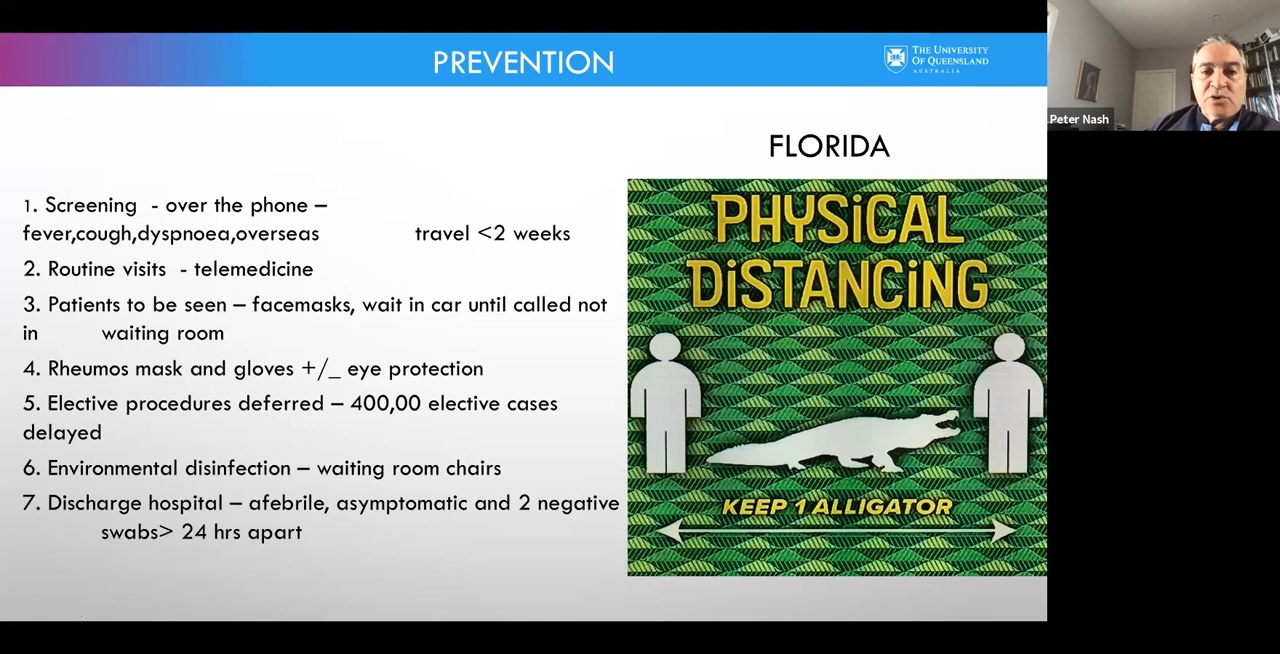 PREVENTION
THE UNIVERSITY
OF QUEENSLAND
AUSTRALIA
Peter Nash
FLORIDA
1. Screening - over the phone –
fever,cough,dyspnoea,overseas travel <2 weeks
2. Routine visits - telemedicine
3. Patients to be seen – facemasks, wait in car until called not
in waiting room
4. Rheumos mask and gloves +/_ eye protection
5. Elective procedures deferred – 400,00 elective cases
delayed
6. Environmental disinfection – waiting room chairs
7. Discharge hospital – afebrile, asymptomatic and 2 negative
swabs> 24 hrs apart
PHYSiCAL
DiSTANCiNG
KEEP 1 ALLIGATOR